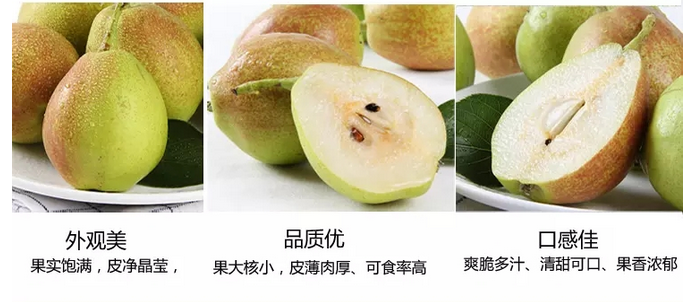 外观美
果实饱满，皮净晶莹，
品质优
果大核小，皮薄肉厚、可食率高
口感佳
爽脆多汁、清甜可口、果香浓郁